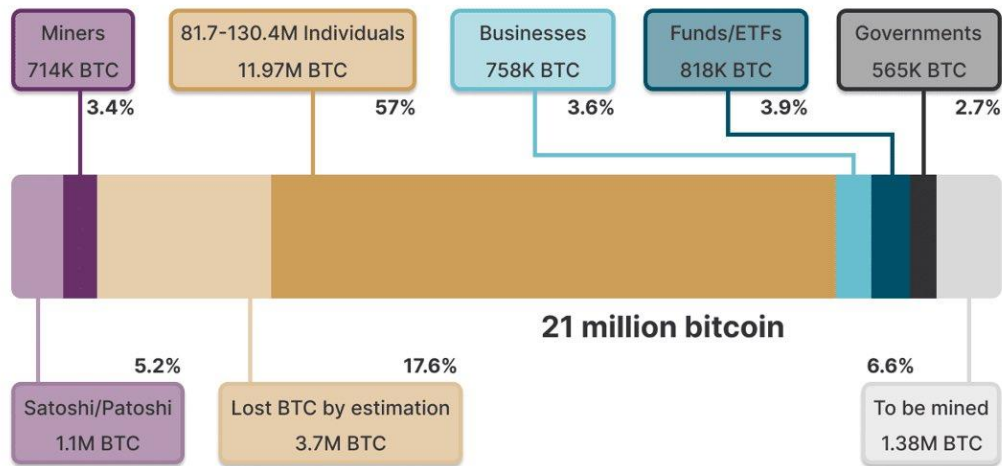 Miners
714K BTC
3.4%
81.7-130.4M Individuals
11.97M BTC
57%
Businesses
758K BTC
3.6%
Funds/ETFs
818K BTC
3.9%
Governments
565K BTC
2.7%
21 million bitcoin
5.2%
Satoshi/Patoshi
1.1M BTC
17.6%
Lost BTC by estimation
3.7M BTC
6.6%
To be mined
1.38M BTC